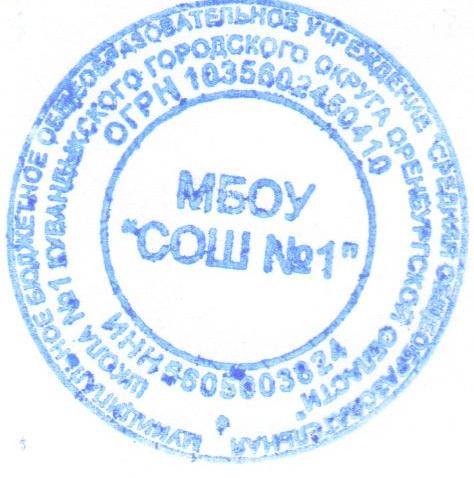 МУНИЦИПАЛЬНОЕ БЮДЖЕТНОЕ ОБЩЕОБРАЗОВАТЕЛЬНОЕ УЧРЕЖДЕНИЕ "СРЕДНЯЯ ОБЩЕОБРАЗОВАТЕЛЬНАЯ
ШКОЛА №1 КУВАНДЫКСКОГО ГОРОДСКОГО ОКРУГА ОРЕНБУРГСКОЙ ОБЛАСТИ"
ОГРН 1035602450410
МБОУ
"СОШ №1"
ИНН 5605003624